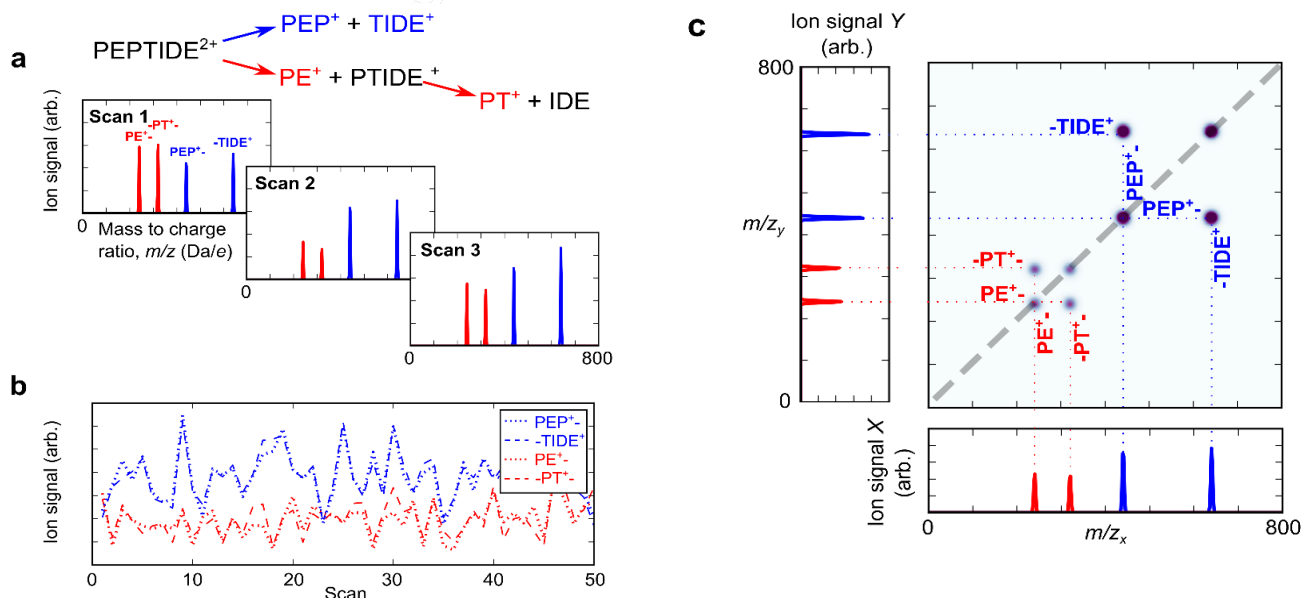 a
PEPTIDE²⁺
PEP⁺ + TIDE⁺
PE⁺ + PTIDE ⁺
PT⁺ + IDE
Ion signal (arb.)
Scan 1
PE⁺-
-PT⁺-
PEP⁺-
-TIDE⁺
0
Mass to charge
ratio, m/z (Da/e)
Scan 2
0
Scan 3
0
800
b
Ion signal (arb.)
PEP⁺-
-TIDE⁺
PE⁺-
-PT⁺-
0
10
20
30
40
50
Scan
c
Ion signal Y
(arb.)
800
m/z_y
0
-TIDE⁺
PEP⁺-
PEP⁺-
-TIDE⁺
-PT⁺-
PE⁺-
PE⁺-
-PT⁺-
Ion signal X
(arb.)
0
m/z_x
800